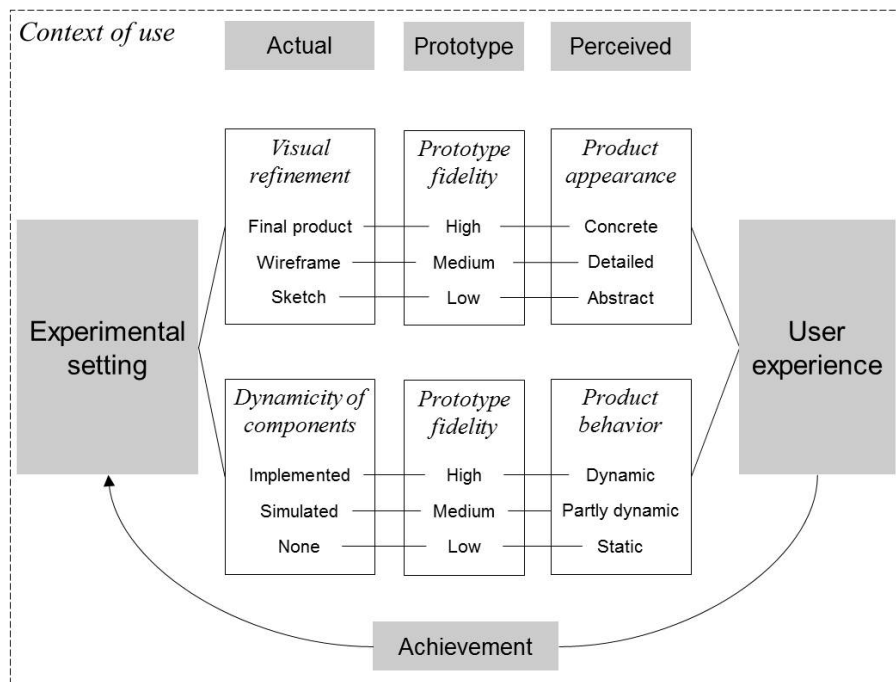 Context of use
Actual
Prototype
Perceived
Visual
refinement
Final product
Wireframe
Sketch
Prototype
fidelity
High
Medium
Low
Product
appearance
Concrete
Detailed
Abstract
Experimental
setting
User
experience
Dynamicity of
components
Implemented
Simulated
None
Prototype
fidelity
High
Medium
Low
Product
behavior
Dynamic
Partly dynamic
Static
Achievement